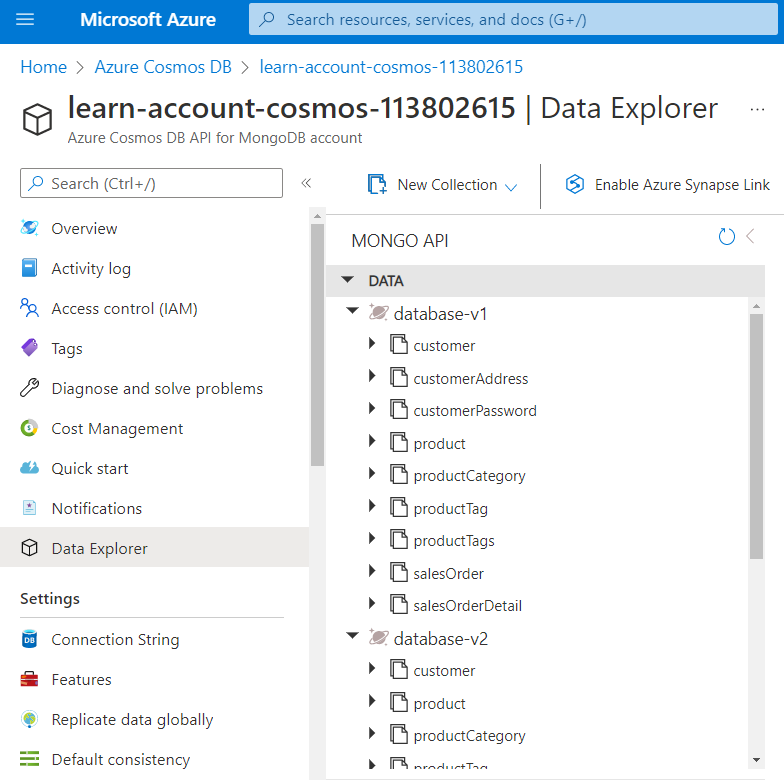 Microsoft Azure
Search resources, services, and docs (G+/)
Home > Azure Cosmos DB > learn-account-cosmos-113802615
learn-account-cosmos-113802615 | Data Explorer ...
Azure Cosmos DB API for MongoDB account
Search (Ctrl+/)
«
New Collection
Enable Azure Synapse Link
Overview
Activity log
Access control (IAM)
Tags
Diagnose and solve problems
Cost Management
Quick start
Notifications
Data Explorer
Settings
Connection String
Features
Replicate data globally
Default consistency
MONGO API
DATA
database-v1
customer
customerAddress
customerPassword
product
productCategory
productTag
productTags
salesOrder
salesOrderDetail
database-v2
customer
product
productCategory
productTag